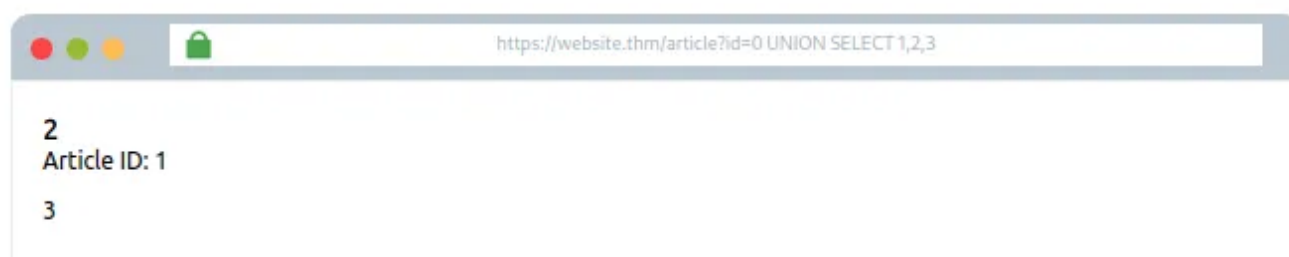 https://website.thm/article?id=0 UNION SELECT 1,2,3
2
Article ID: 1
3